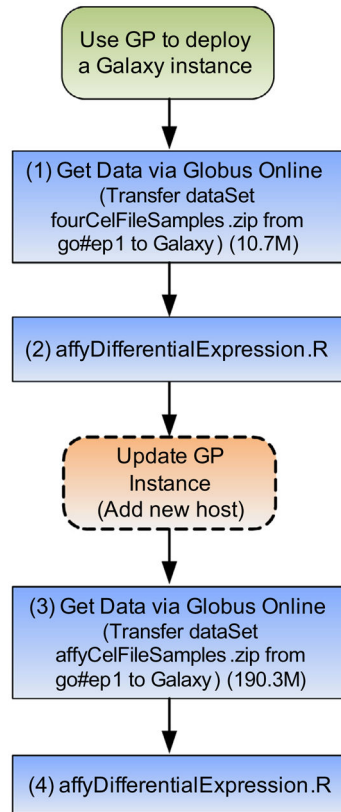 Use GP to deploy
a Galaxy instance
(1) Get Data via Globus Online
(Transfer dataSet
fourCelFileSamples.zip from
go#ep1 to Galaxy) (10.7M)
(2) affyDifferentialExpression.R
Update GP
Instance
(Add new host)
(3) Get Data via Globus Online
(Transfer dataSet
affyCelFileSamples.zip from
go#ep1 to Galaxy) (190.3M)
(4) affyDifferentialExpression.R